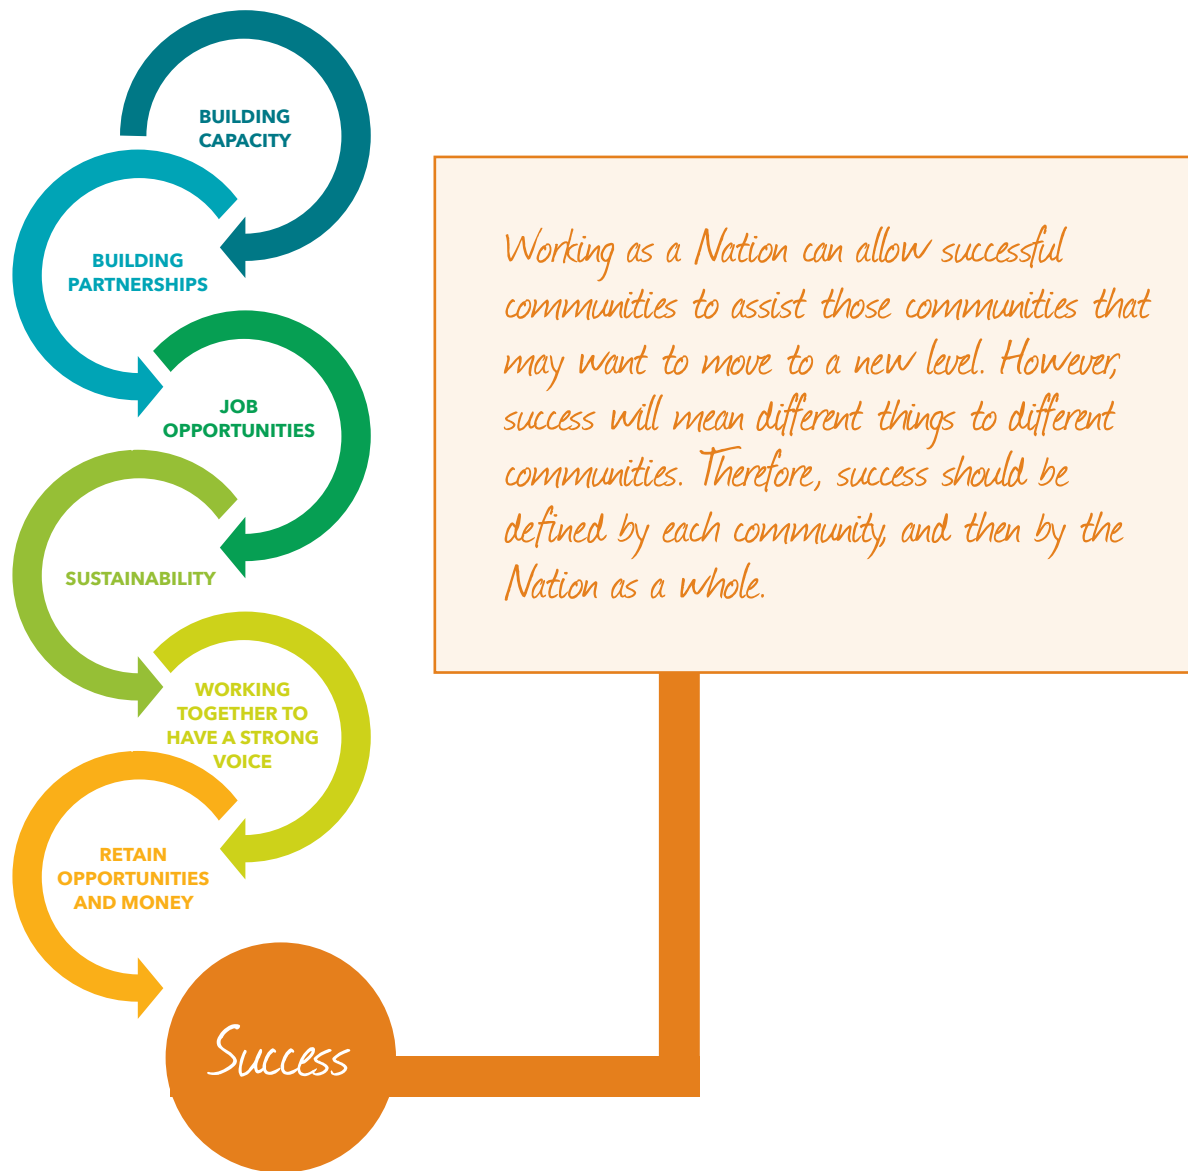 BUILDING
CAPACITY
BUILDING
PARTNERSHIPS
JOB
OPPORTUNITIES
SUSTAINABILITY
WORKING
TOGETHER TO
HAVE A STRONG
VOICE
RETAIN
OPPORTUNITIES
AND MONEY
Success
Working as a Nation can allow successful
communities to assist those communities that
may want to move to a new level. However,
success will mean different things to different
communities. Therefore, success should be
defined by each community, and then by the
Nation as a whole.